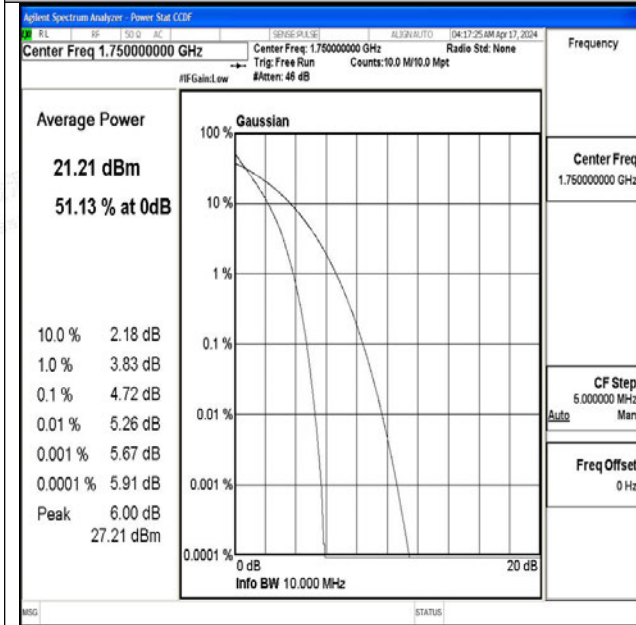 Agilent Spectrum Analyzer - Power Stat CCDF
RL RF 50 Ω AC SENSE:PULSE ALIGNAUTO 04:17:25 AM Apr 17, 2024
Center Freq 1.750000000 GHz
Center Freq: 1.750000000 GHz Radio Std: None
Trig: Free Run Counts:10.0 M/10.0 Mpt
#IFGain:Low #Atten: 46 dB
Frequency
Average Power
21.21 dBm
51.13 % at 0dB
10.0 % 2.18 dB
1.0 % 3.83 dB
0.1 % 4.72 dB
0.01 % 5.26 dB
0.001 % 5.67 dB
0.0001 % 5.91 dB
Peak 6.00 dB
27.21 dBm
Gaussian
100 %
10 %
1 %
0.1 %
0.01 %
0.001 %
0.0001 %
0 dB 20 dB
Info BW 10.000 MHz
Center Freq
1.750000000 GHz
CF Step
5.000000 MHz
Auto Man
Freq Offset
0 Hz
MSG STATUS